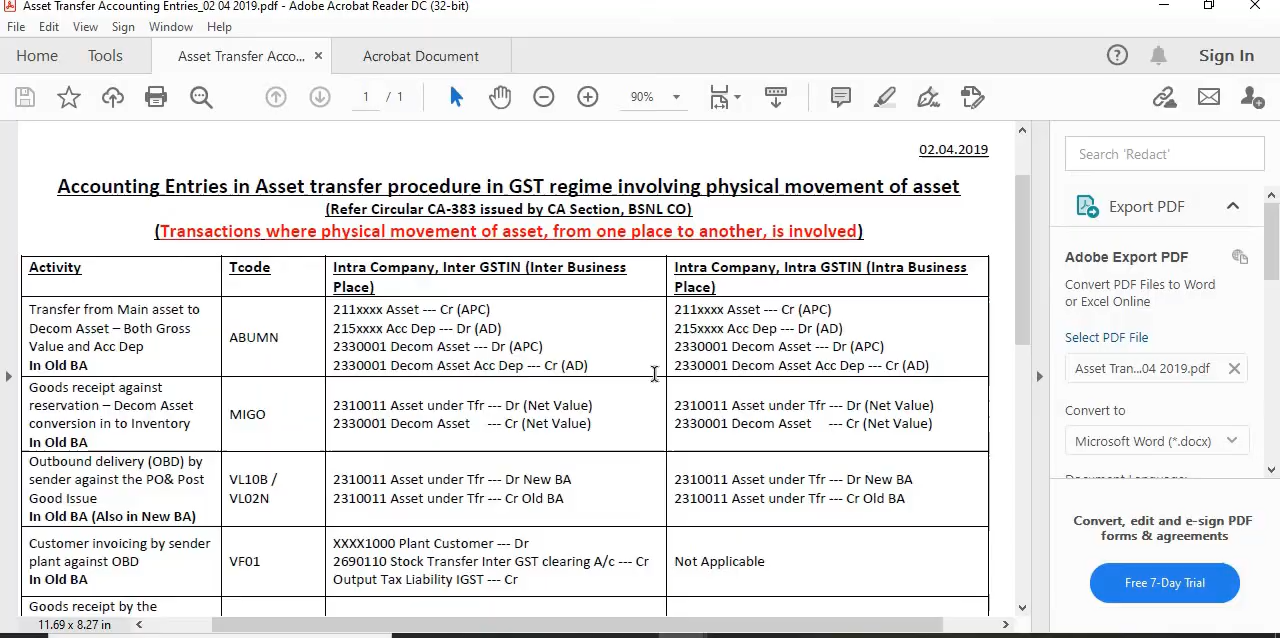 Asset Transfer Accounting Entries_02 04 2019.pdf - Adobe Acrobat Reader DC (32-bit)
File Edit View Sign Window Help
Home Tools Asset Transfer Acco... × Acrobat Document Sign In
1 / 1 90%
02.04.2019
Accounting Entries in Asset transfer procedure in GST regime involving physical movement of asset
(Refer Circular CA-383 issued by CA Section, BSNL CO)
(Transactions where physical movement of asset, from one place to another, is involved)
Activity
Tcode
Intra Company, Inter GSTIN (Inter Business
Place)
Intra Company, Intra GSTIN (Intra Business
Place)
Transfer from Main asset to
Decom Asset – Both Gross
Value and Acc Dep
In Old BA
ABUMN
211xxxx Asset --- Cr (APC)
215xxxx Acc Dep --- Dr (AD)
2330001 Decom Asset --- Dr (APC)
2330001 Decom Asset Acc Dep --- Cr (AD)
211xxxx Asset --- Cr (APC)
215xxxx Acc Dep --- Dr (AD)
2330001 Decom Asset --- Dr (APC)
2330001 Decom Asset Acc Dep --- Cr (AD)
Goods receipt against
reservation – Decom Asset
conversion in to Inventory
In Old BA
MIGO
2310011 Asset under Tfr --- Dr (Net Value)
2330001 Decom Asset --- Cr (Net Value)
2310011 Asset under Tfr --- Dr (Net Value)
2330001 Decom Asset --- Cr (Net Value)
Outbound delivery (OBD) by
sender against the PO& Post
Good Issue
In Old BA (Also in New BA)
VL10B /
VL02N
2310011 Asset under Tfr --- Dr New BA
2310011 Asset under Tfr --- Cr Old BA
2310011 Asset under Tfr --- Dr New BA
2310011 Asset under Tfr --- Cr Old BA
Customer invoicing by sender
plant against OBD
In Old BA
VF01
XXXX1000 Plant Customer --- Dr
2690110 Stock Transfer Inter GST clearing A/c --- Cr
Output Tax Liability IGST --- Cr
Not Applicable
Goods receipt by the
11.69 x 8.27 in
Search 'Redact'
Export PDF
Adobe Export PDF
Convert PDF Files to Word
or Excel Online
Select PDF File
Asset Tran...04 2019.pdf
Convert to
Microsoft Word (*.docx)
Convert, edit and e-sign PDF
forms & agreements
Free 7-Day Trial